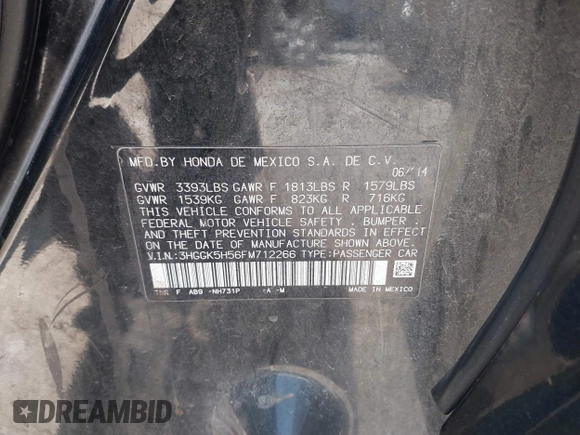 MFD. BY HONDA DE MEXICO S.A. DE C.V.
06/14
GVWR 3393LBS GAWR F 1813LBS R 1579LBS
GVWR 1539KG GAWR F 823KG R 716KG
THIS VEHICLE CONFORMS TO ALL APPLICABLE
FEDERAL MOTOR VEHICLE SAFETY . BUMPER .
AND THEFT PREVENTION STANDARDS IN EFFECT
ON THE DATE OF MANUFACTURE SHOWN ABOVE.
V.I.N.:3HGGK5H56FM712266 TYPE:PASSENGER CAR
F AB9 -NH731P -M MADE IN MEXICO
DREAMBID